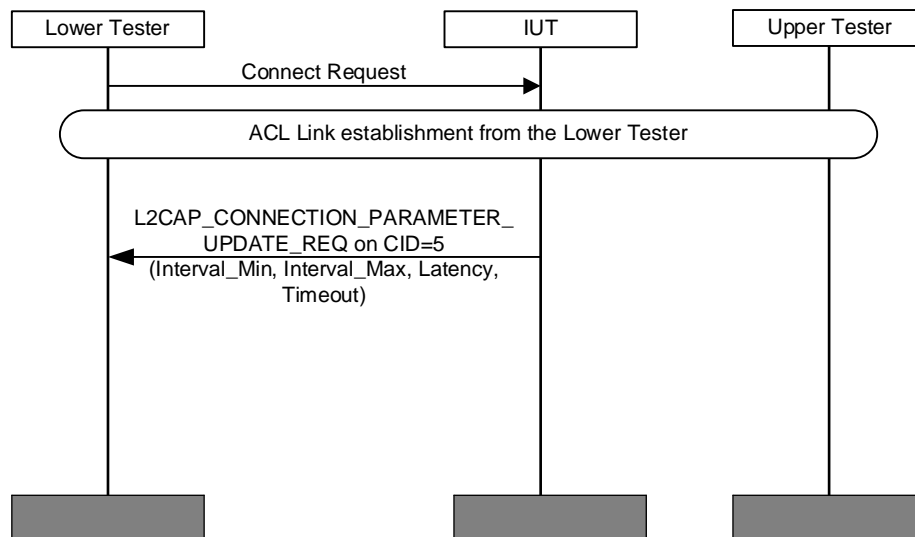 Lower Tester
IUT
Upper Tester
Connect Request
ACL Link establishment from the Lower Tester
L2CAP_CONNECTION_PARAMETER_
UPDATE_REQ on CID=5
(Interval_Min, Interval_Max, Latency,
Timeout)